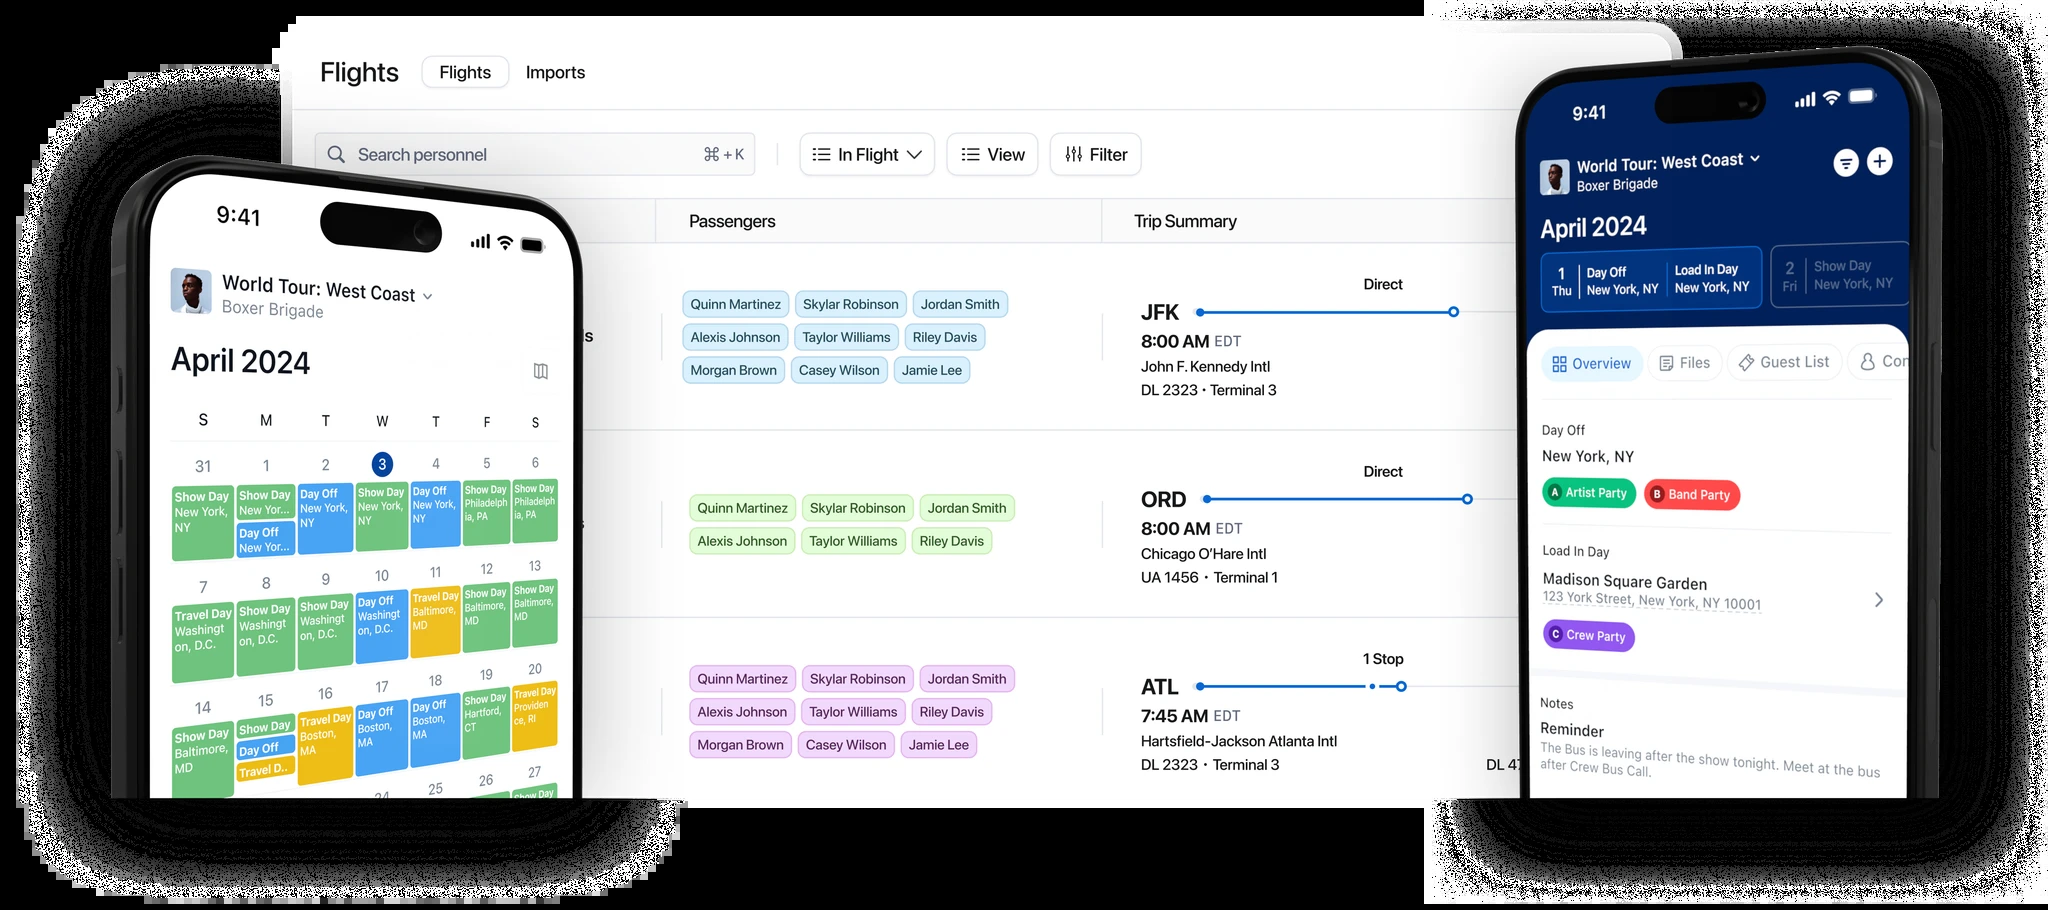 Flights
Flights
Imports
Search personnel
⌘ + K
In Flight
View
Filter
Passengers
Trip Summary
Quinn Martinez
Skylar Robinson
Jordan Smith
Alexis Johnson
Taylor Williams
Riley Davis
Morgan Brown
Casey Wilson
Jamie Lee
Direct
JFK
8:00 AM EDT
John F. Kennedy Intl
DL 2323 • Terminal 3
Quinn Martinez
Skylar Robinson
Jordan Smith
Alexis Johnson
Taylor Williams
Riley Davis
Direct
ORD
8:00 AM EDT
Chicago O'Hare Intl
UA 1456 • Terminal 1
Quinn Martinez
Skylar Robinson
Jordan Smith
Alexis Johnson
Taylor Williams
Riley Davis
Morgan Brown
Casey Wilson
Jamie Lee
1 Stop
ATL
7:45 AM EDT
Hartsfield-Jackson Atlanta Intl
DL 2323 • Terminal 3
DL 47
9:41
World Tour: West Coast
Boxer Brigade
April 2024
S M T W T F S
31 1 2 3 4 5 6
Show Day
New York,
NY
Show Day
New Yor...
Day Off
New Yor...
Day Off
New York,
NY
Show Day
New York,
NY
Day Off
New York,
NY
Show Day
Philadelph
ia, PA
Show Day
Philadelph
ia, PA
7 8 9 10 11 12 13
Travel Day
Washingt
on, D.C.
Show Day
Washingt
on, D.C.
Show Day
Washingt
on, D.C.
Day Off
Washingt
on, D.C.
Travel Day
Baltimore,
MD
Show Day
Baltimore,
MD
Show Day
Baltimore,
MD
14 15 16 17 18 19 20
Show Day
Baltimore,
MD
Show Day
Day Off
Travel D..
Travel Day
Boston,
MA
Day Off
Boston,
MA
Day Off
Boston,
MA
Show Day
Hartford,
CT
Travel Day
Providen
ce, RI
24 25 26 27
Show Day
9:41
World Tour: West Coast
Boxer Brigade
April 2024
1
Thu
Day Off
New York, NY
Load In Day
New York, NY
2
Fri
Show Day
New York, NY
Overview
Files
Guest List
Con
Day Off
New York, NY
A Artist Party
B Band Party
Load In Day
Madison Square Garden
123 York Street, New York, NY 10001
C Crew Party
Notes
Reminder
The Bus is leaving after the show tonight. Meet at the bus
after Crew Bus Call.